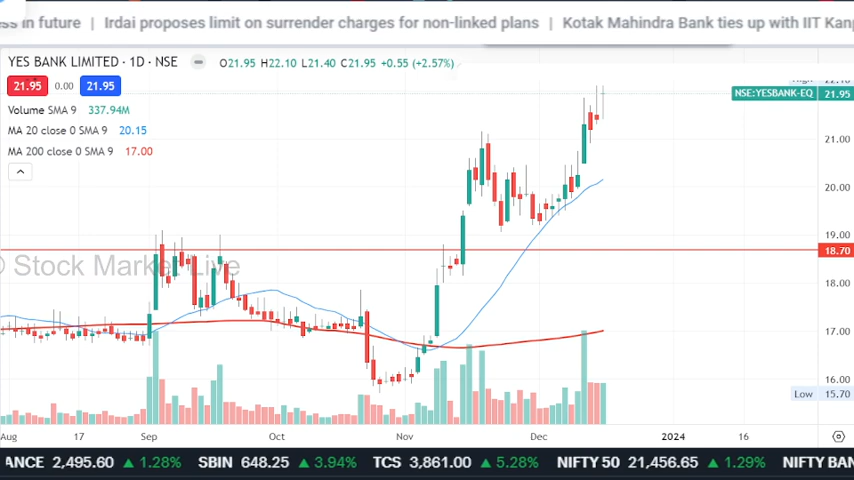 ss in future | Irdai proposes limit on surrender charges for non-linked plans | Kotak Mahindra Bank ties up with IIT Kanp
YES BANK LIMITED · 1D · NSE O21.95 H22.10 L21.40 C21.95 +0.55 (+2.57%)
21.95 0.00 21.95
High 22.10
NSE:YESBANK-EQ 21.95
Volume SMA 9 337.94M
MA 20 close 0 SMA 9 20.15
MA 200 close 0 SMA 9 17.00
21.00
20.00
19.00
18.70
© Stock Market Live
18.00
17.00
16.00
Low 15.70
Aug 17 Sep Oct Nov Dec 2024 16
ANCE 2,495.60 ▲ 1.28% SBIN 648.25 ▲ 3.94% TCS 3,861.00 ▲ 5.28% NIFTY 50 21,456.65 ▲ 1.29% NIFTY BAN